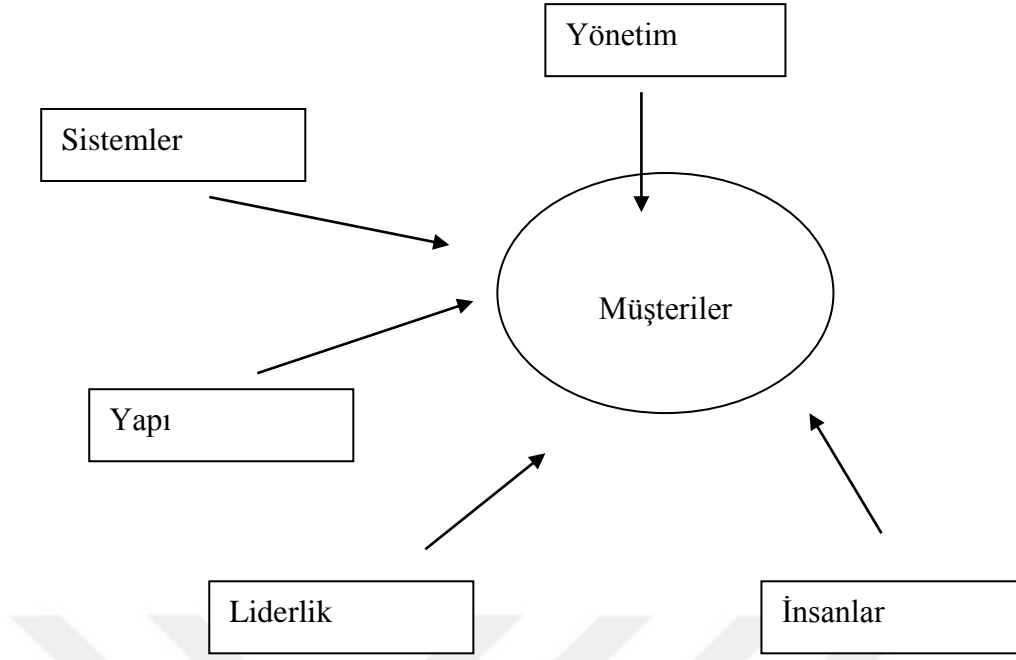 Yönetim
Sistemler
Müşteriler
Yapı
Liderlik
İnsanlar